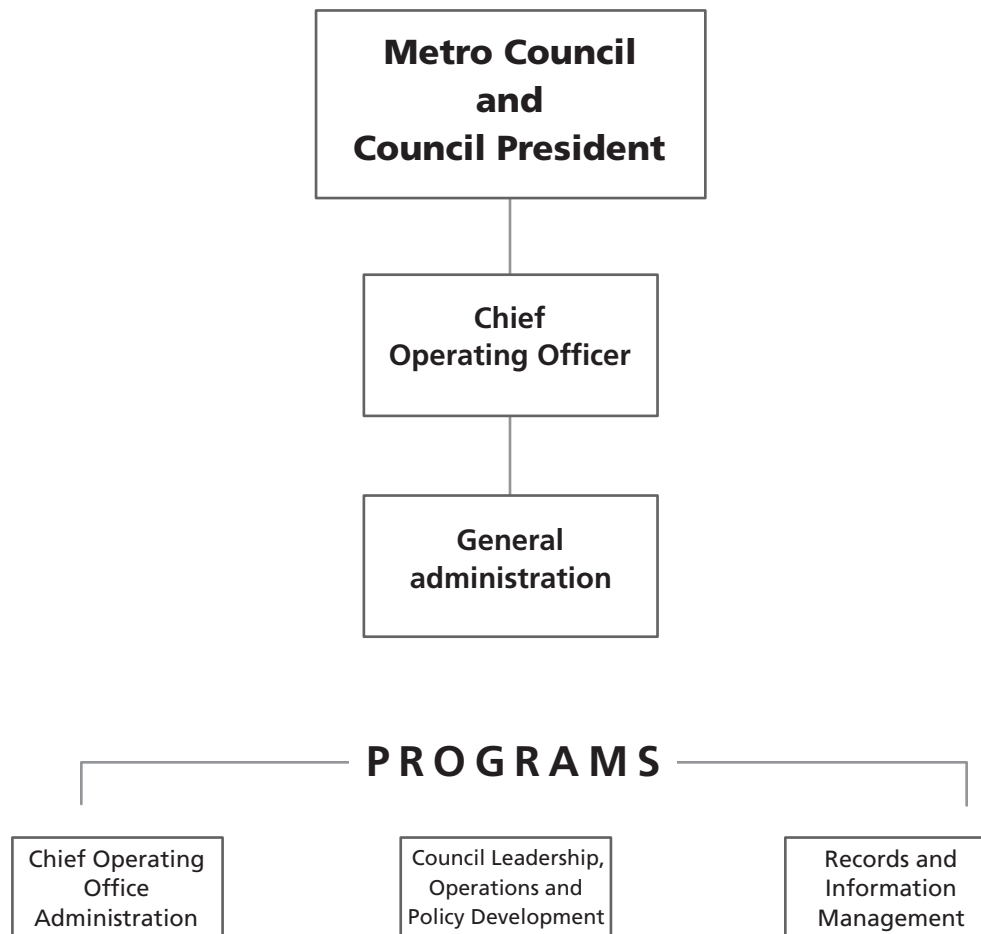 Metro Council
and
Council President
Chief
Operating Officer
General
administration
PROGRAMS
Chief Operating
Office
Administration
Council Leadership,
Operations and
Policy Development
Records and
Information
Management